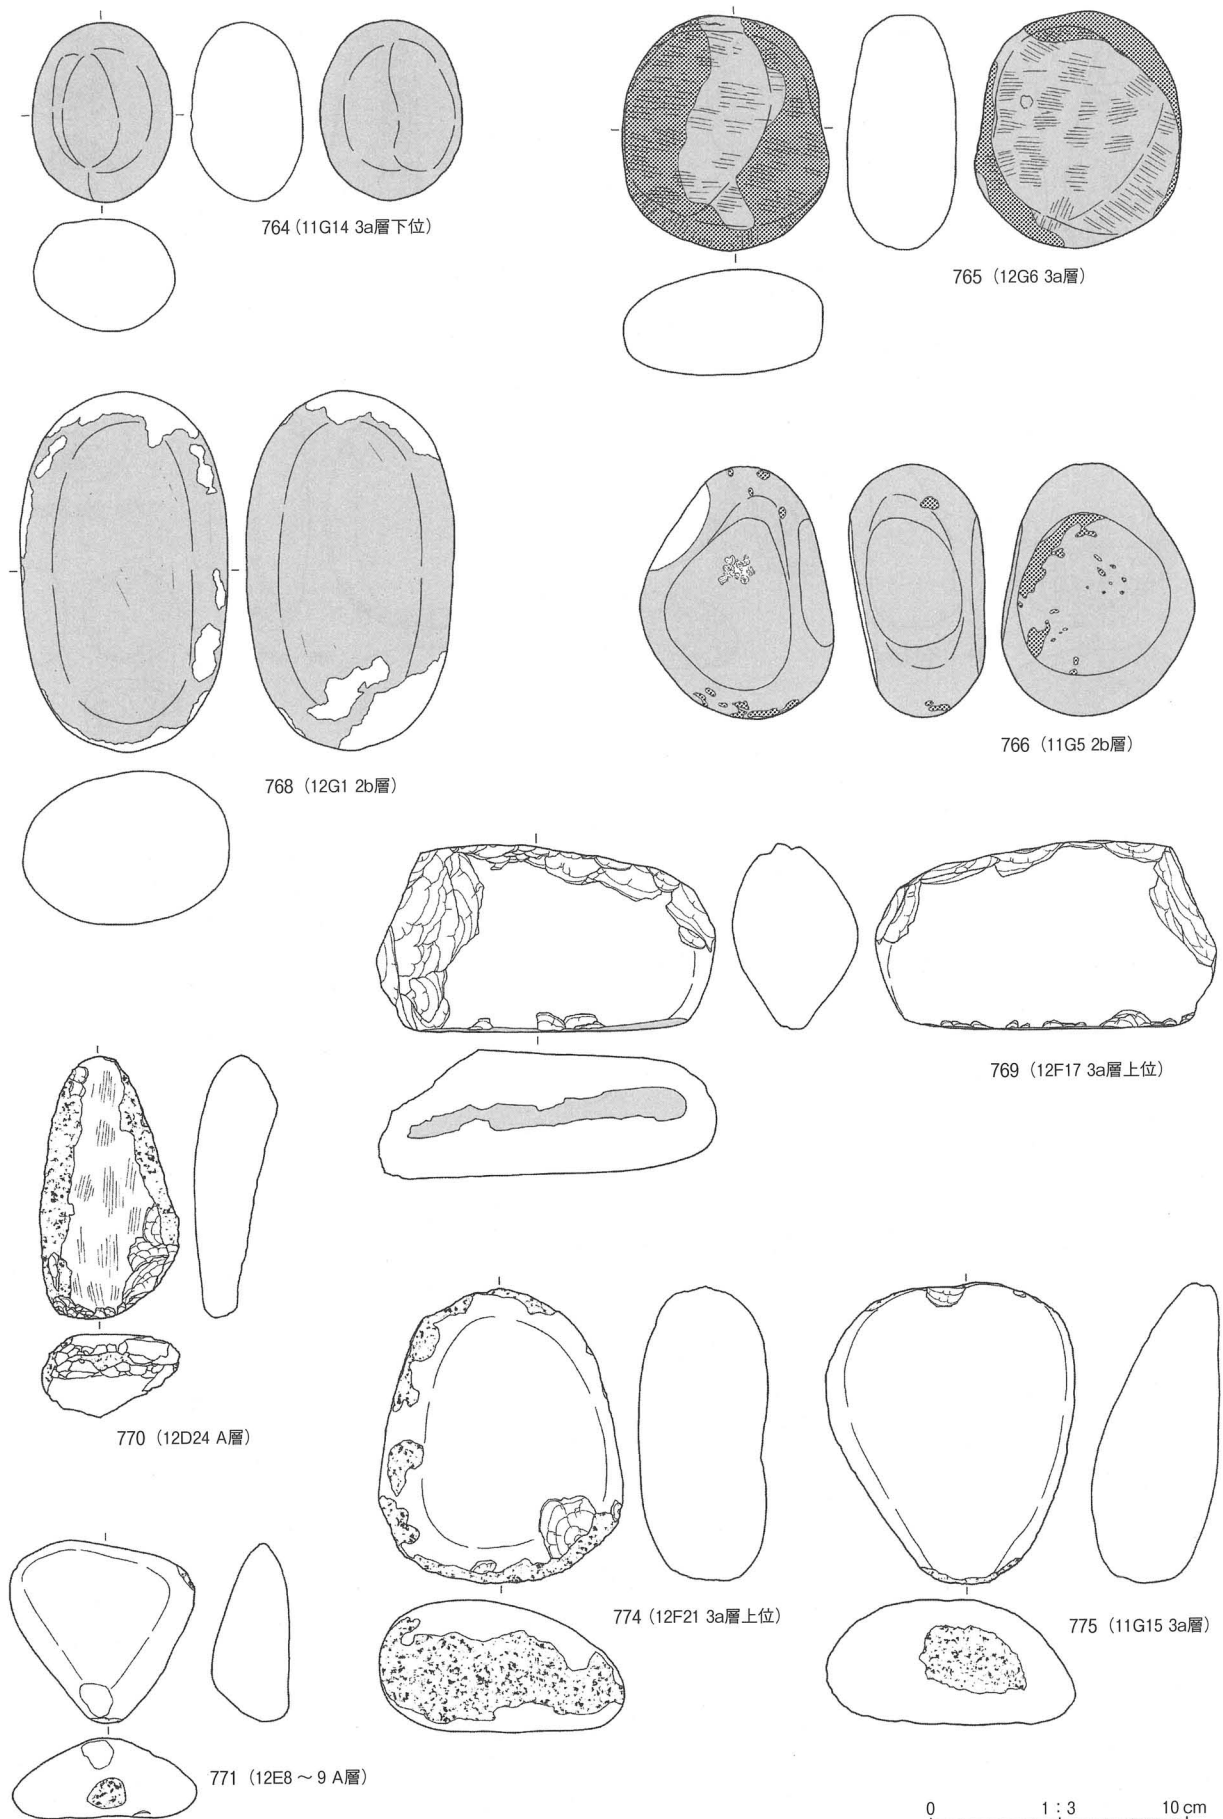 764 (11G14 3a層下位)
765 (12G6 3a層)
766 (11G5 2b層)
768 (12G1 2b層)
769 (12F17 3a層上位)
770 (12D24 A層)
774 (12F21 3a層上位)
775 (11G15 3a層)
771 (12E8 ～ 9 A層)
0 1:3 10 cm